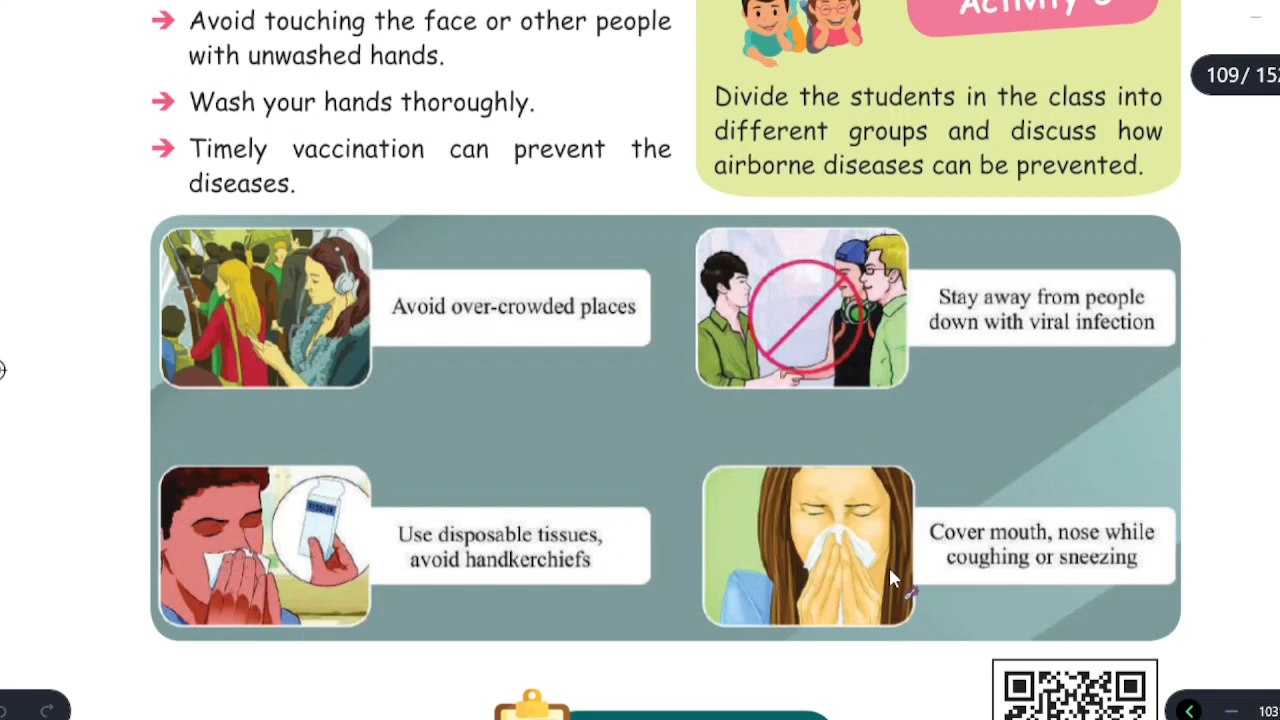 ➔ Avoid touching the face or other people
with unwashed hands.
➔ Wash your hands thoroughly.
➔ Timely vaccination can prevent the
diseases.
Divide the students in the class into
different groups and discuss how
airborne diseases can be prevented.
109/ 152
Avoid over-crowded places
Stay away from people
down with viral infection
TISSUE
Use disposable tissues,
avoid handkerchiefs
Cover mouth, nose while
coughing or sneezing
103